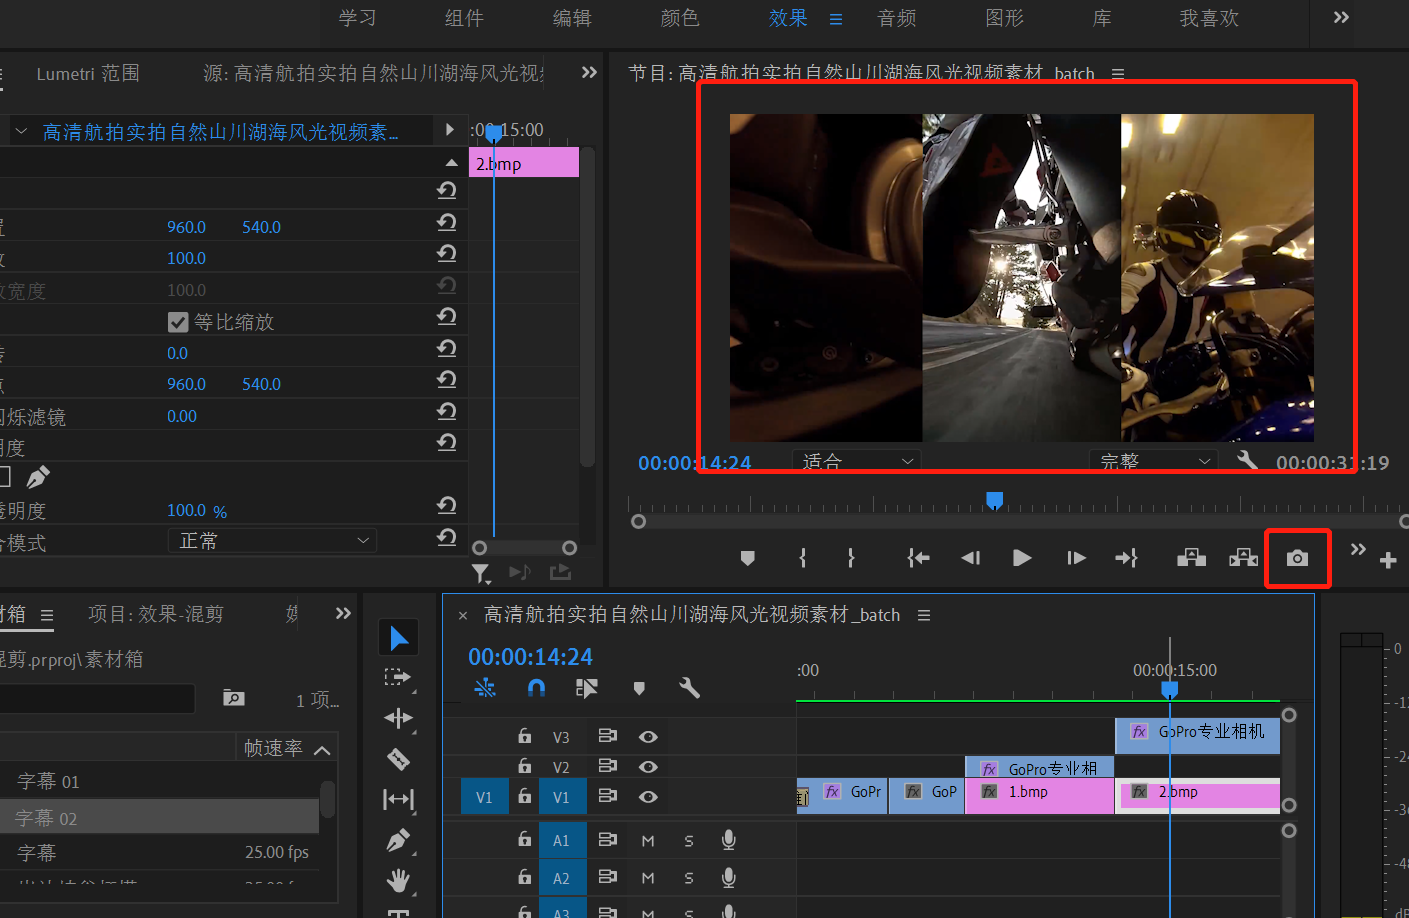 学习 组件 编辑 颜色 效果 音频 图形 库 我喜欢
Lumetri 范围 源: 高清航拍实拍自然山川湖海风光视
节目: 高清航拍实拍自然山川湖海风光视频素材_batch
高清航拍实拍自然山川湖海风光视频素...
:00:15:00
2.bmp
960.0 540.0
100.0
宽度 100.0
等比缩放
0.0
960.0 540.0
烁滤镜 0.00
明度
透明度 100.0 %
模式 正常
00:00:14:24 适合 完整 00:00:31:19
材箱 项目: 效果-混剪
混剪.prproj\素材箱
1 项...
帧速率
字幕 01
字幕 02
字幕 25.00 fps
× 高清航拍实拍自然山川湖海风光视频素材_batch
00:00:14:24
:00 00:00:15:00
V3 fx GoPro专业相机
V2 fx GoPro专业相
V1 V1 fx GoPr fx GoP fx 1.bmp fx 2.bmp
A1 M S
A2 M S
A3 M S
0
-12
-24
-36
-48
dB